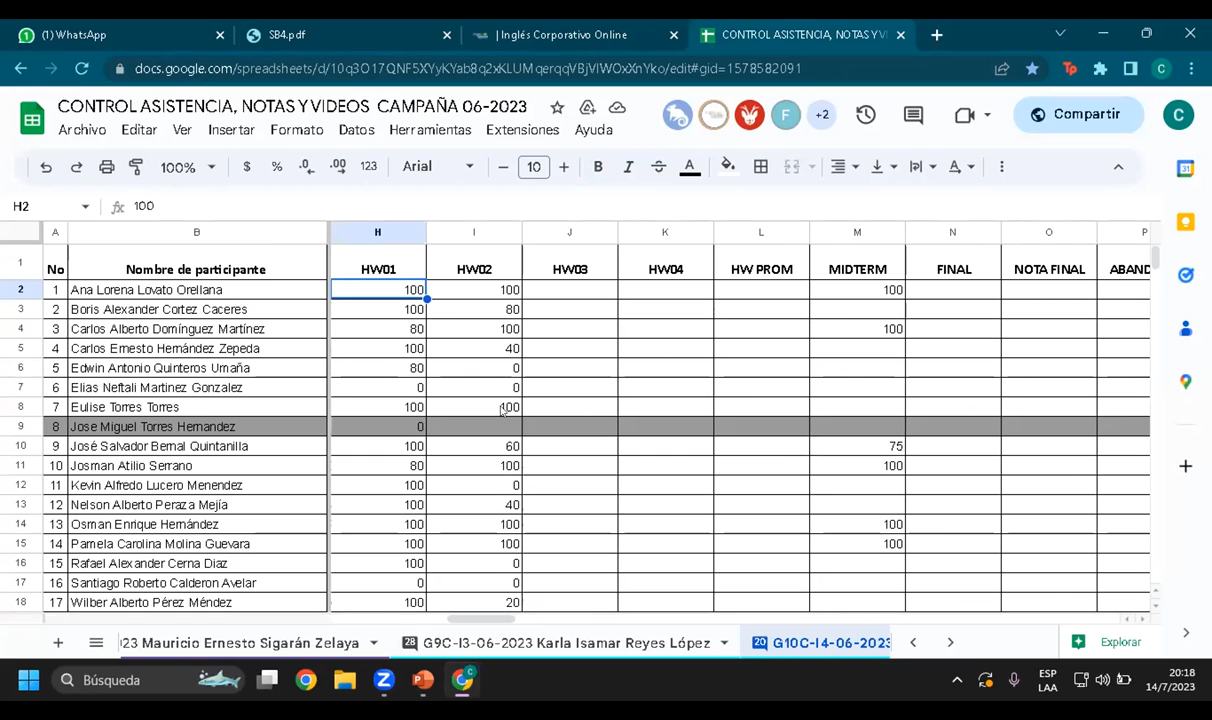 (1) WhatsApp
SB4.pdf
| Inglés Corporativo Online
CONTROL ASISTENCIA, NOTAS Y VI
docs.google.com/spreadsheets/d/10q3O17QNF5XYyKYab8q2xKLUMqerqqVBjVlWOxXnYko/edit#gid=1578582091
C
CONTROL ASISTENCIA, NOTAS Y VIDEOS CAMPAÑA 06-2023
F
+2
Compartir
C
Archivo Editar Ver Insertar Formato Datos Herramientas Extensiones Ayuda
100% $ % .0 .00 123 Arial 10 B I A
H2 fx 100
A B H I J K L M N O P
1 No Nombre de participante HW01 HW02 HW03 HW04 HW PROM MIDTERM FINAL NOTA FINAL ABAND
2 1 Ana Lorena Lovato Orellana 100 100 100
3 2 Boris Alexander Cortez Caceres 100 80
4 3 Carlos Alberto Domínguez Martínez 80 100 100
5 4 Carlos Ernesto Hernández Zepeda 100 40
6 5 Edwin Antonio Quinteros Umaña 80 0
7 6 Elias Neftali Martinez Gonzalez 0 0
8 7 Eulise Torres Torres 100 100
9 8 Jose Miguel Torres Hernandez 0
10 9 José Salvador Bernal Quintanilla 100 60 75
11 10 Josman Atilio Serrano 80 100 100
12 11 Kevin Alfredo Lucero Menendez 100 0
13 12 Nelson Alberto Peraza Mejía 100 40
14 13 Osman Enrique Hernández 100 100 100
15 14 Pamela Carolina Molina Guevara 100 100 100
16 15 Rafael Alexander Cerna Diaz 100 0
17 16 Santiago Roberto Calderon Avelar 0 0
18 17 Wilber Alberto Pérez Méndez 100 20
23 Mauricio Ernesto Sigarán Zelaya 28 G9C-I3-06-2023 Karla Isamar Reyes López 20 G10C-I4-06-2023 Explorar
Búsqueda
ESP
LAA
20:18
14/7/2023